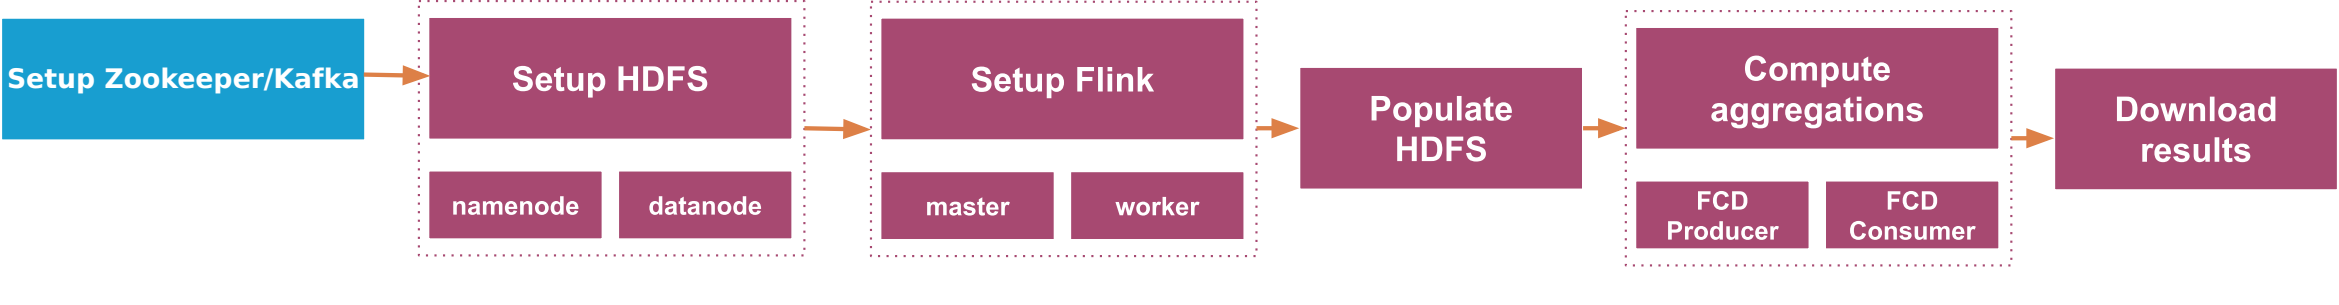 Setup Zookeeper/Kafka
Setup HDFS
namenode
datanode
Setup Flink
master
worker
Populate
HDFS
Compute
aggregations
FCD
Producer
FCD
Consumer
Download
results